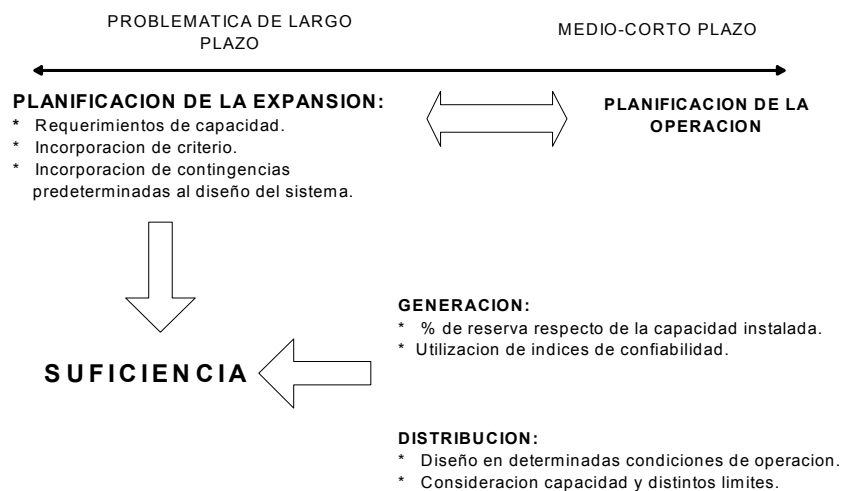 PROBLEMATICA DE LARGO
PLAZO
MEDIO-CORTO PLAZO
PLANIFICACION DE LA EXPANSION:
* Requerimientos de capacidad.
* Incorporacion de criterio.
* Incorporacion de contingencias
predeterminadas al diseño del sistema.
PLANIFICACION DE LA
OPERACION
GENERACION:
* % de reserva respecto de la capacidad instalada.
* Utilizacion de indices de confiabilidad.
SUFICIENCIA
DISTRIBUCION:
* Diseño en determinadas condiciones de operacion.
* Consideracion capacidad y distintos limites.